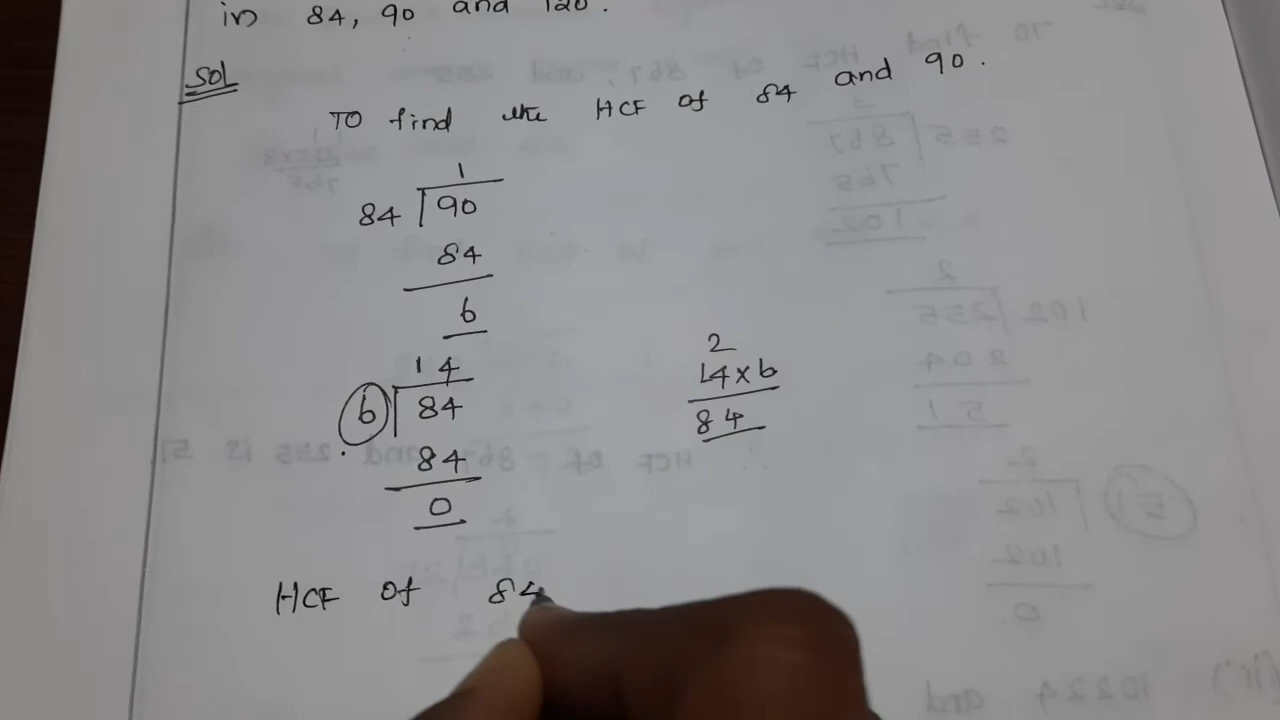 in 84, 90 and 120.
Sol
To find the HCF of 84 and 90.
1
84 90
84
6
14
6 84
84
0
2
14 x 6
84
HCF of 84